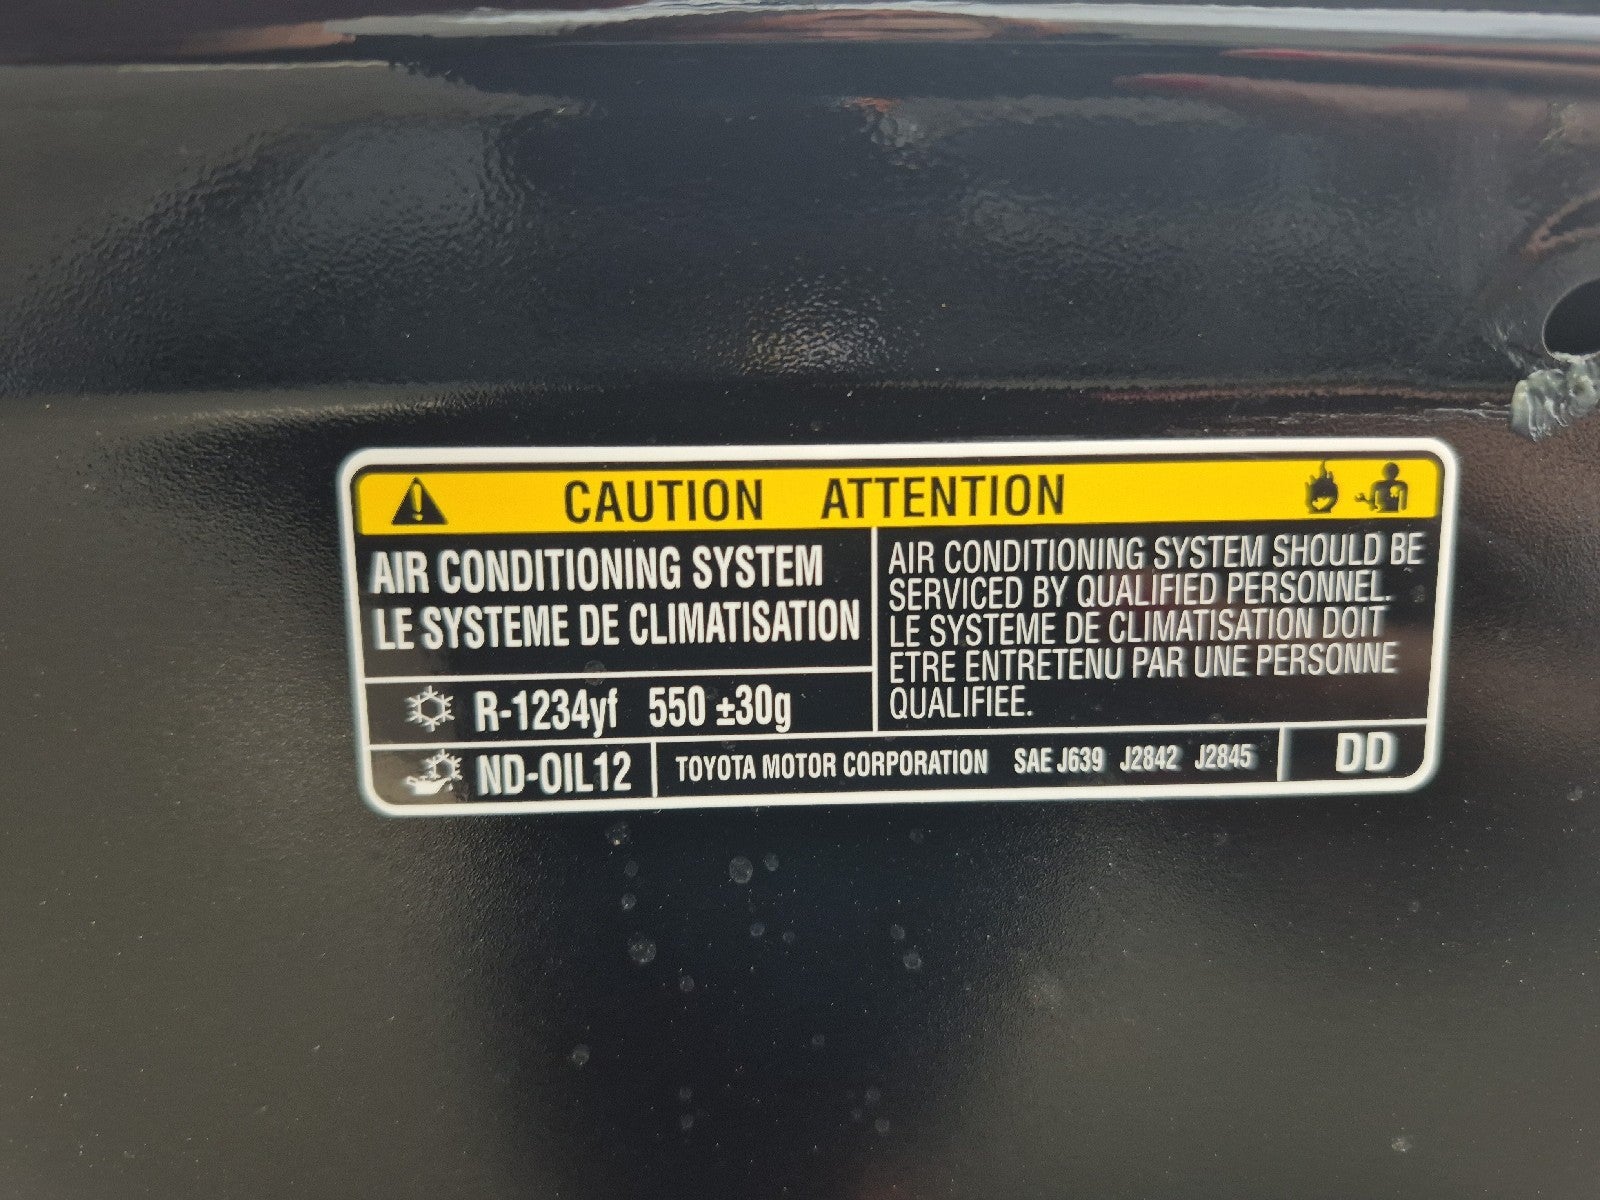 CAUTION ATTENTION
AIR CONDITIONING SYSTEM
LE SYSTEME DE CLIMATISATION
AIR CONDITIONING SYSTEM SHOULD BE
SERVICED BY QUALIFIED PERSONNEL.
LE SYSTEME DE CLIMATISATION DOIT
ETRE ENTRETENU PAR UNE PERSONNE
QUALIFIEE.
R-1234yf 550 ±30g
ND-OIL12
TOYOTA MOTOR CORPORATION SAE J639 J2842 J2845
DD